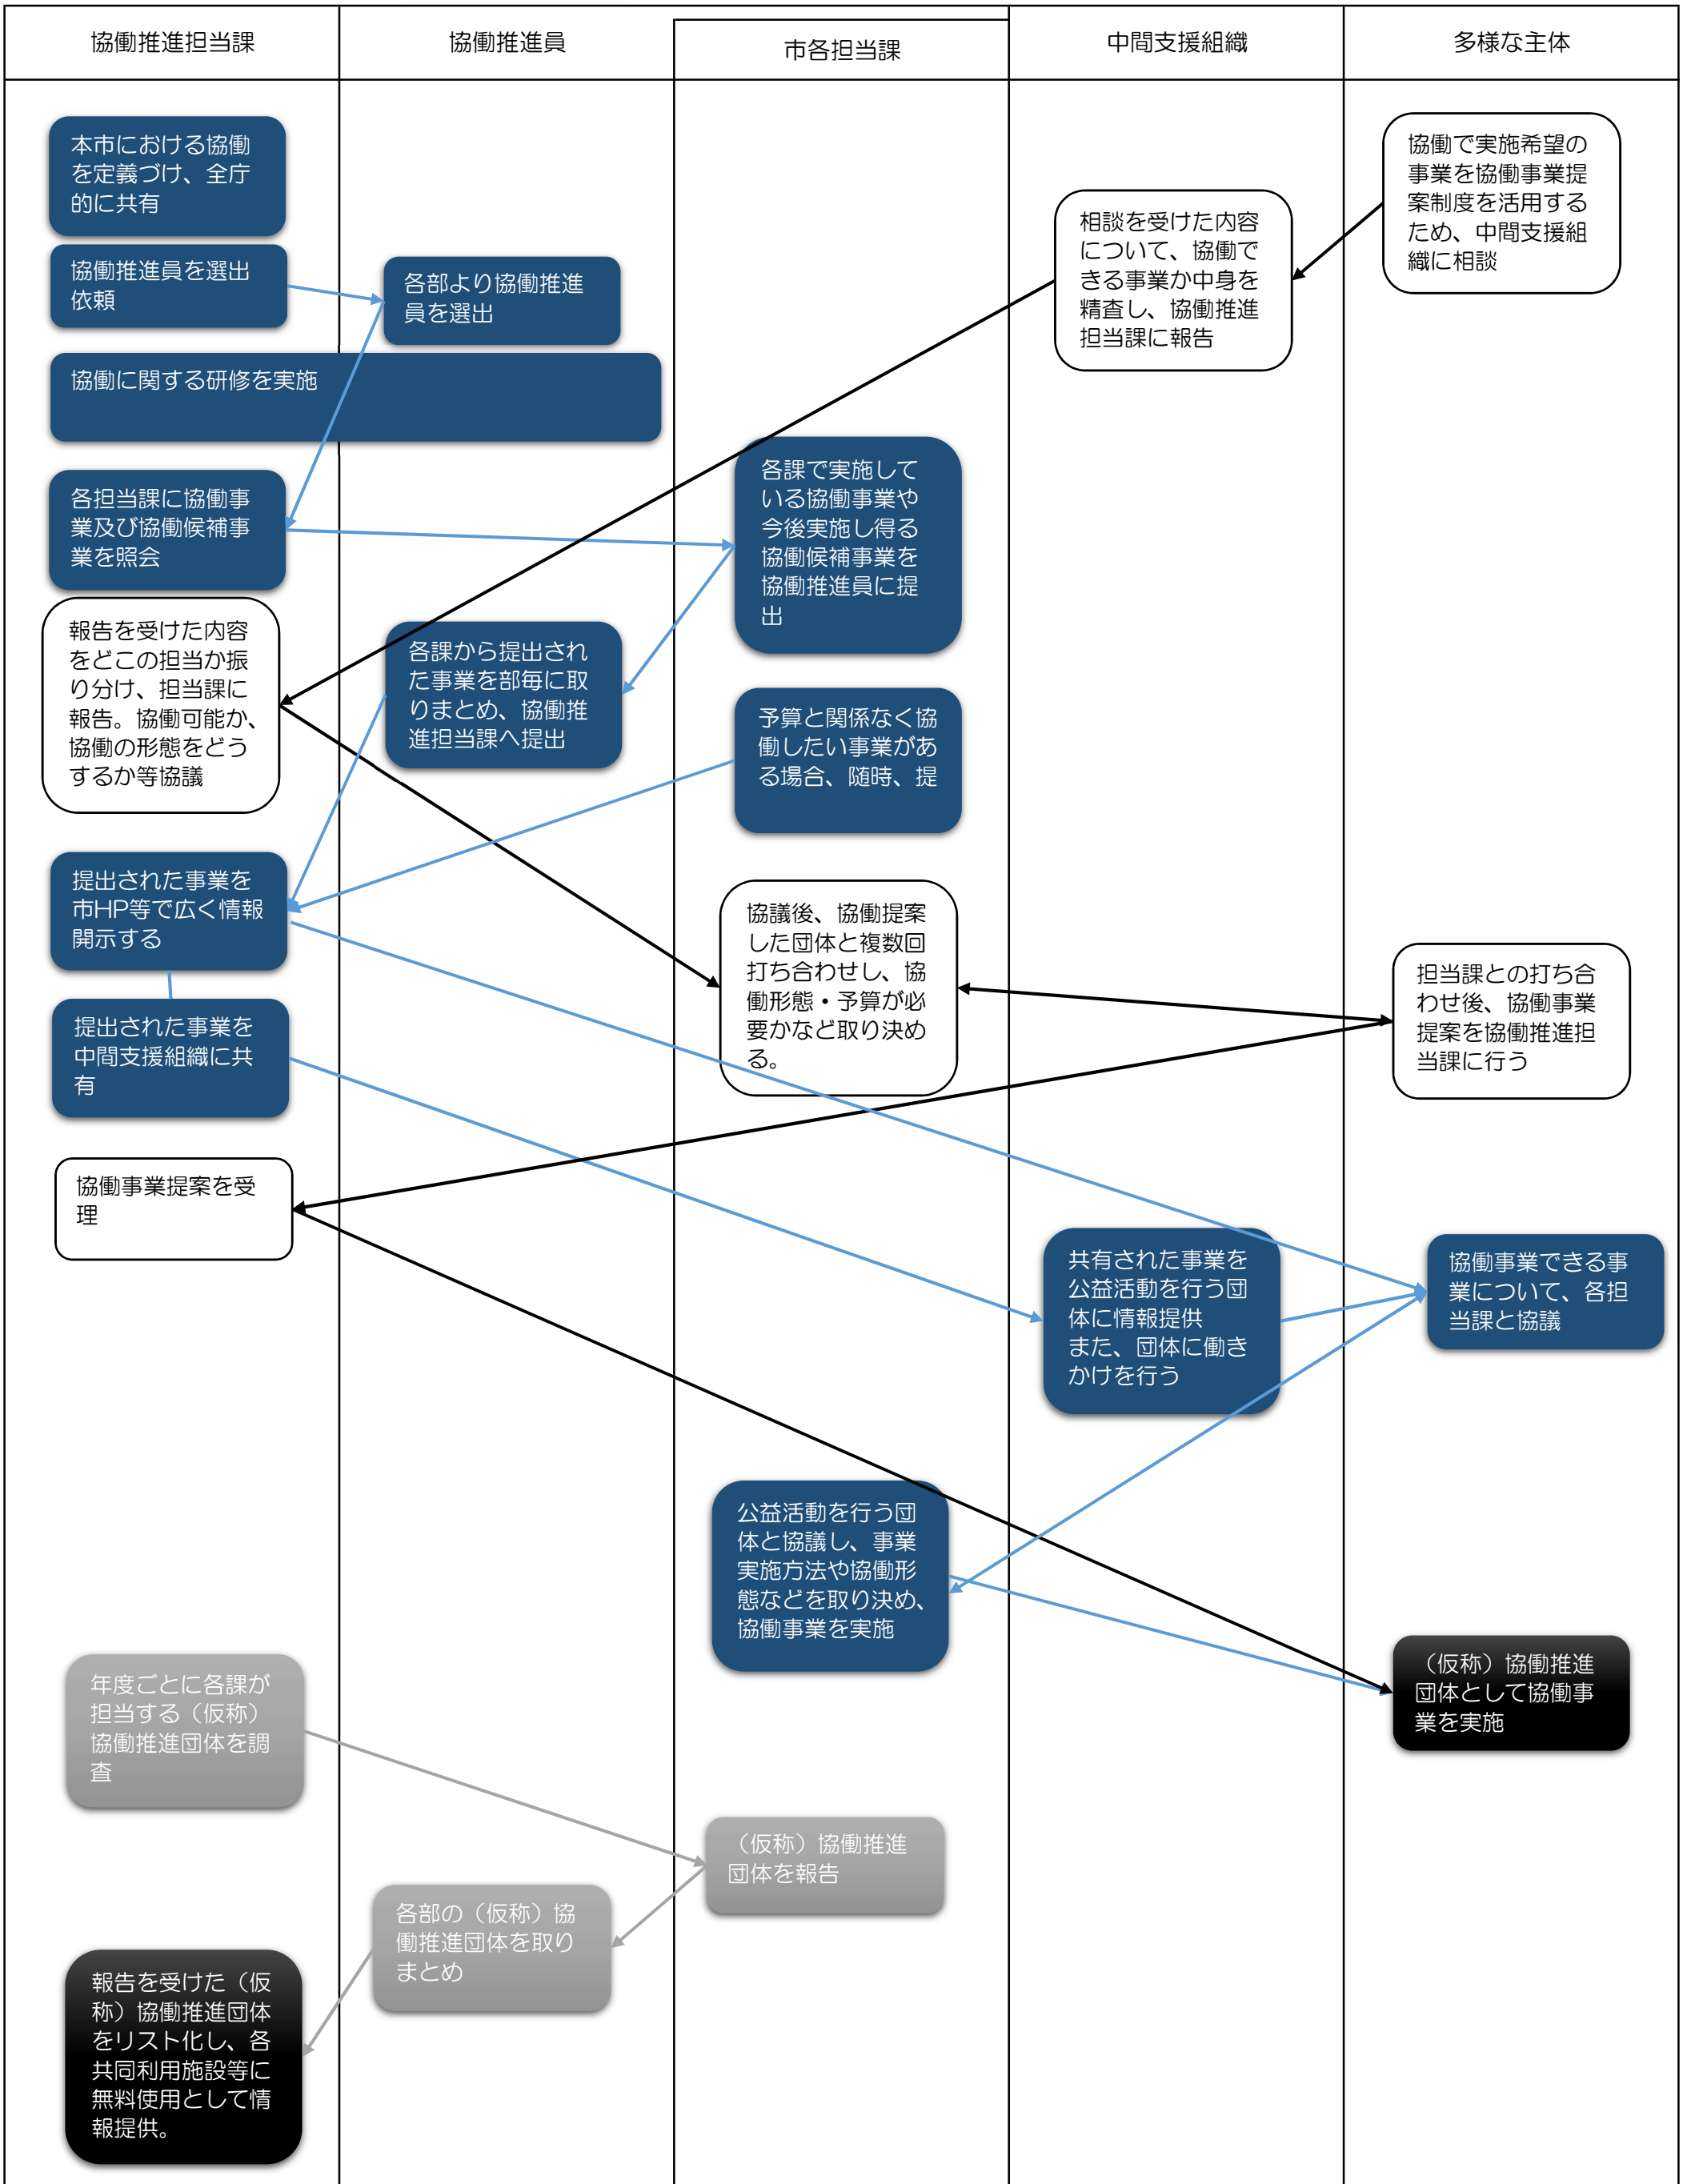 協働推進担当課
協働推進員
市各担当課
中間支援組織
多様な主体
本市における協働
を定義づけ、全庁
的に共有
協働で実施希望の
事業を協働事業提
案制度を活用する
ため、中間支援組
織に相談
相談を受けた内容
について、協働で
きる事業か中身を
精査し、協働推進
担当課に報告
協働推進員を選出
依頼
各部より協働推進
員を選出
協働に関する研修を実施
各担当課に協働事
業及び協働候補事
業を照会
各課で実施して
いる協働事業や
今後実施し得る
協働候補事業を
協働推進員に提
出
報告を受けた内容
をどこの担当か振
り分け、担当課に
報告。協働可能か、
協働の形態をどう
するか等協議
各課から提出され
た事業を部毎に取
りまとめ、協働推
進担当課へ提出
予算と関係なく協
働したい事業があ
る場合、随時、提
提出された事業を
市HP等で広く情報
開示する
協議後、協働提案
した団体と複数回
打ち合わせし、協
働形態・予算が必
要かなど取り決め
る。
担当課との打ち合
わせ後、協働事業
提案を協働推進担
当課に行う
提出された事業を
中間支援組織に共
有
協働事業提案を受
理
共有された事業を
公益活動を行う団
体に情報提供
また、団体に働き
かけを行う
協働事業できる事
業について、各担
当課と協議
公益活動を行う団
体と協議し、事業
実施方法や協働形
態などを取り決め、
協働事業を実施
（仮称）協働推進
団体として協働事
業を実施
年度ごとに各課が
担当する（仮称）
協働推進団体を調
査
（仮称）協働推進
団体を報告
各部の（仮称）協
働推進団体を取り
まとめ
報告を受けた（仮
称）協働推進団体
をリスト化し、各
共同利用施設等に
無料使用として情
報提供。